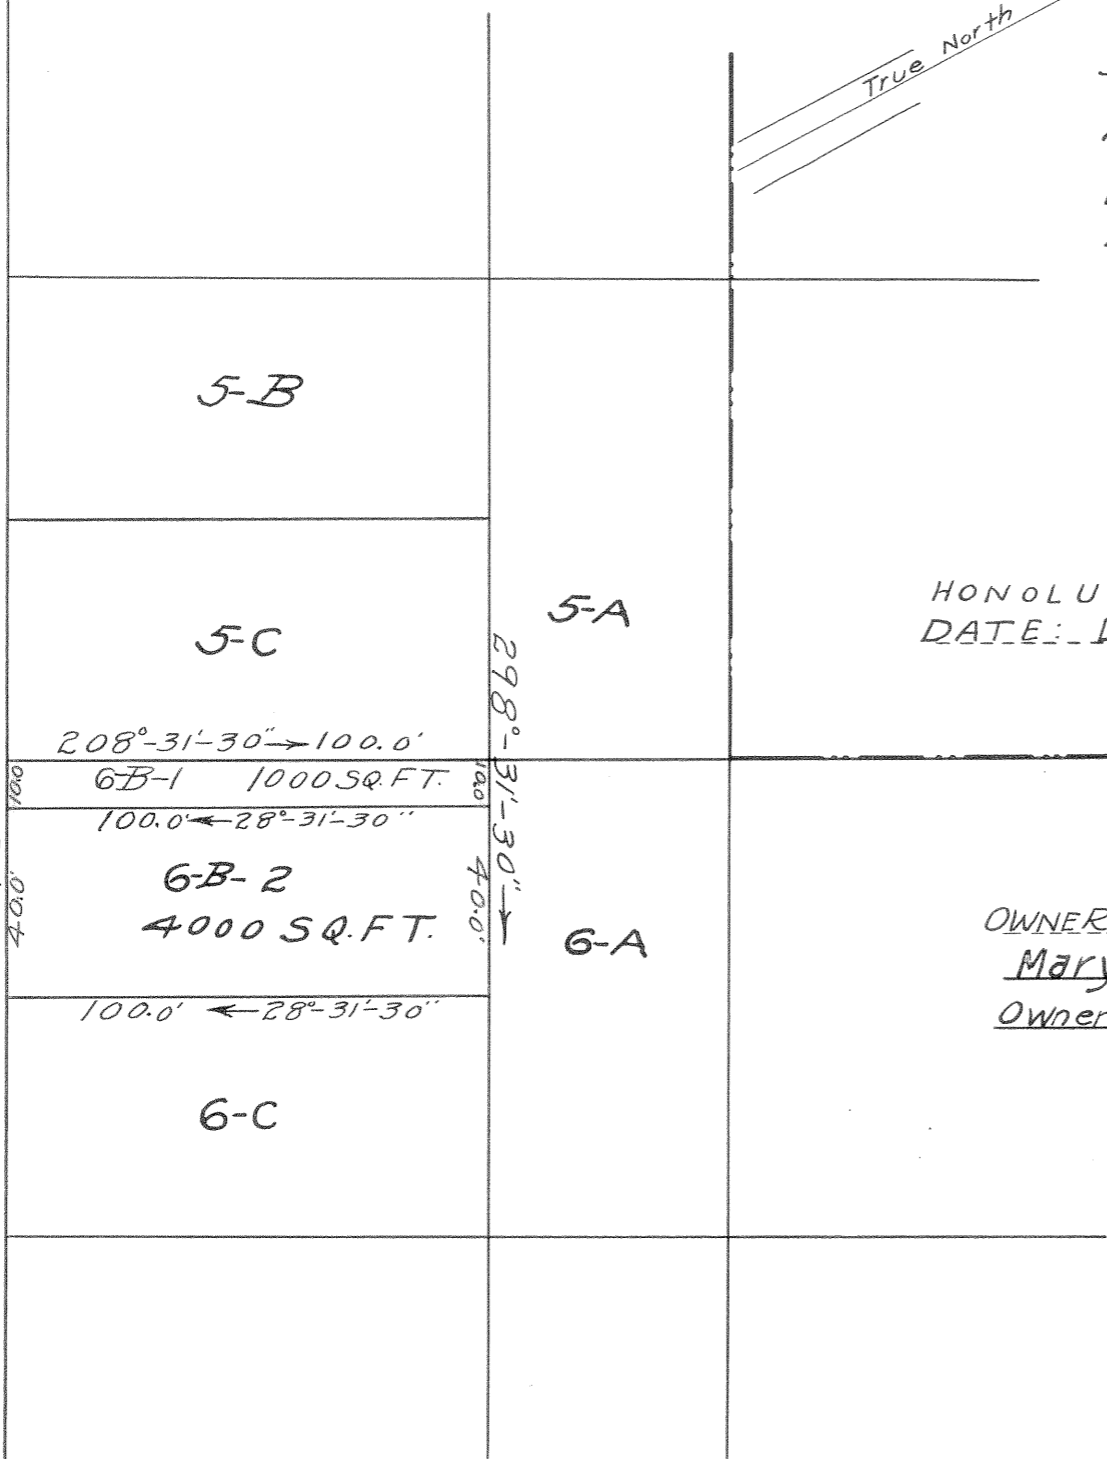 True North
5-B
5-A
HONOLU
DATE:
5-C
298°-31'-30"→
208°-31'-30"→100.0'
10.0
6-B-1 1000 SQ.FT.
10.0
100.0'←28°-31'-30"
40.0'
6-B-2
4000 SQ.FT.
40.0'
6-A
OWNER
Mary
Owner
100.0' ←28°-31'-30"
6-C